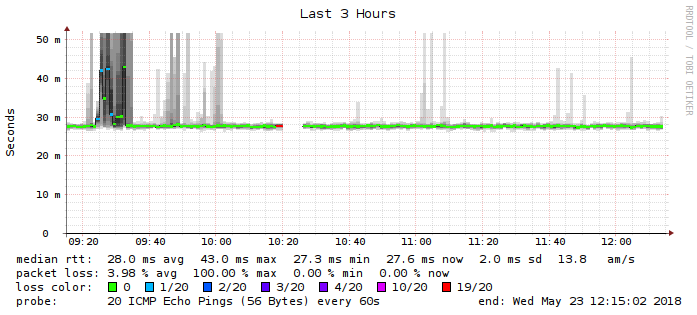 Last 3 Hours
RRDTOOL / TOBI OETIKER
Seconds
50 m
40 m
30 m
20 m
10 m
0
09:20 09:40 10:00 10:20 10:40 11:00 11:20 11:40 12:00
median rtt: 28.0 ms avg 43.0 ms max 27.3 ms min 27.6 ms now 2.0 ms sd 13.8 am/s
packet loss: 3.98 % avg 100.00 % max 0.00 % min 0.00 % now
loss color: 0 1/20 2/20 3/20 4/20 10/20 19/20
probe: 20 ICMP Echo Pings (56 Bytes) every 60s end: Wed May 23 12:15:02 2018